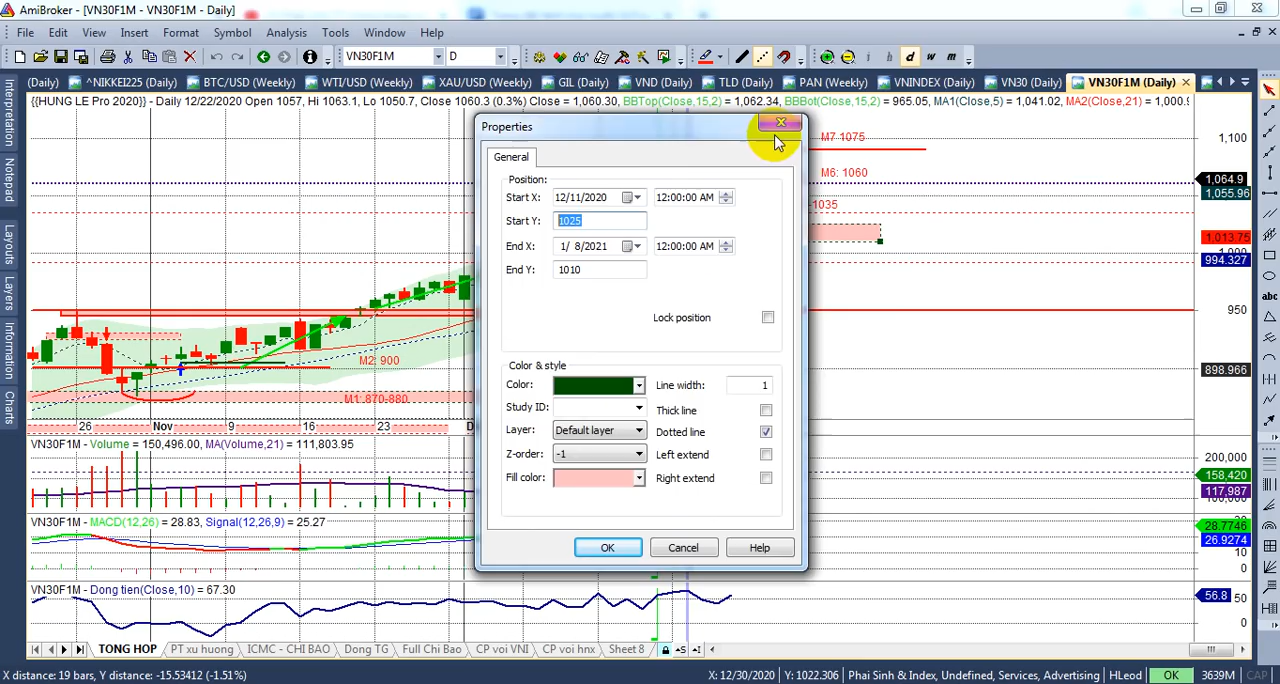 AmiBroker - [VN30F1M - VN30F1M - Daily]
File Edit View Insert Format Symbol Analysis Tools Window Help
VN30F1M D i h d w m
(Daily) ^NIKKEI225 (Daily) BTC/USD (Weekly) WTI/USD (Weekly) XAU/USD (Weekly) GIL (Daily) VND (Daily) TLD (Daily) PAN (Weekly) VNINDEX (Daily) VN30 (Daily) VN30F1M (Daily)
{{HUNG LE Pro 2020}} - Daily 12/22/2020 Open 1057, Hi 1063.1, Lo 1050.7, Close 1060.3 (0.3%) Close = 1,060.30, BBTop(Close,15,2) = 1,062.34, BBBot(Close,15,2) = 965.05, MA1(Close,5) = 1,041.02, MA2(Close,21) = 1,000.9
Interpretation
Notepad
Layouts
Layers
Information
Charts
Properties
General
Position:
Start X: 12/11/2020 12:00:00 AM
Start Y: 1025
End X: 1/ 8/2021 12:00:00 AM
End Y: 1010
Lock position
Color & style
Color: Line width: 1
Study ID: Thick line
Layer: Default layer Dotted line
Z-order: -1 Left extend
Fill color: Right extend
OK Cancel Help
M7 1075
M6: 1060
1035
M2: 900
M1: 870-880
1,100
1,064.9
1,055.96
1,013.75
1,000
994.327
950
898.966
26 Nov 9 16 23 D
VN30F1M - Volume = 150,496.00, MA(Volume,21) = 111,803.95
200,000
158,420
117,987
100,000
VN30F1M - MACD(12,26) = 28.83, Signal(12,26,9) = 25.27
28.7746
26.9274
10
0
VN30F1M - Dong tien(Close,10) = 67.30
56.8 50
0
TONG HOP PT xu huong ICMC - CHI BAO Dong TG Full Chi Bao CP voi VNI CP voi hnx Sheet 8
abc
X distance: 19 bars, Y distance: -15.53412 (-1.51%) X: 12/30/2020 Y: 1022.306 Phai Sinh & Index, Undefined, Services, Advertising HLeod OK 3639M CAP